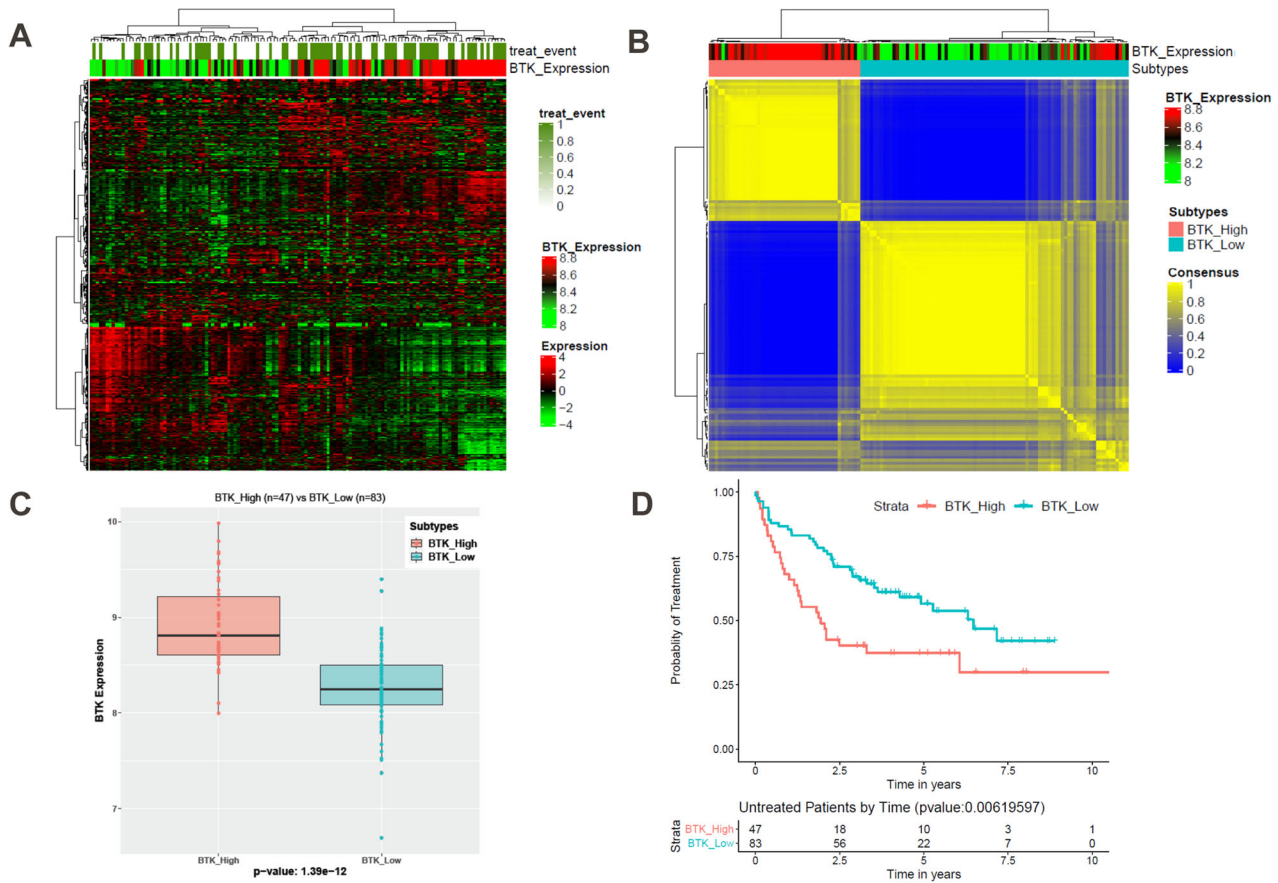 A
treat_event
BTK_Expression
treat_event
1
0.8
0.6
0.4
0.2
0
BTK_Expression
8.8
8.6
8.4
8.2
8
Expression
4
2
0
−2
−4
B
BTK_Expression
Subtypes
BTK_Expression
8.8
8.6
8.4
8.2
8
Subtypes
BTK_High
BTK_Low
Consensus
1
0.8
0.6
0.4
0.2
0
C
BTK_High (n=47) vs BTK_Low (n=83)
BTK Expression
10
9
8
7
Subtypes
BTK_High
BTK_Low
BTK_High BTK_Low
p-value: 1.39e-12
D
Strata BTK_High BTK_Low
Probablity of Treatment
1.00
0.75
0.50
0.25
0.00
0 2.5 5 7.5 10
Time in years
Untreated Patients by Time (pvalue:0.00619597)
Strata
BTK_High 47 18 10 3 1
BTK_Low 83 56 22 7 0
0 2.5 5 7.5 10
Time in years